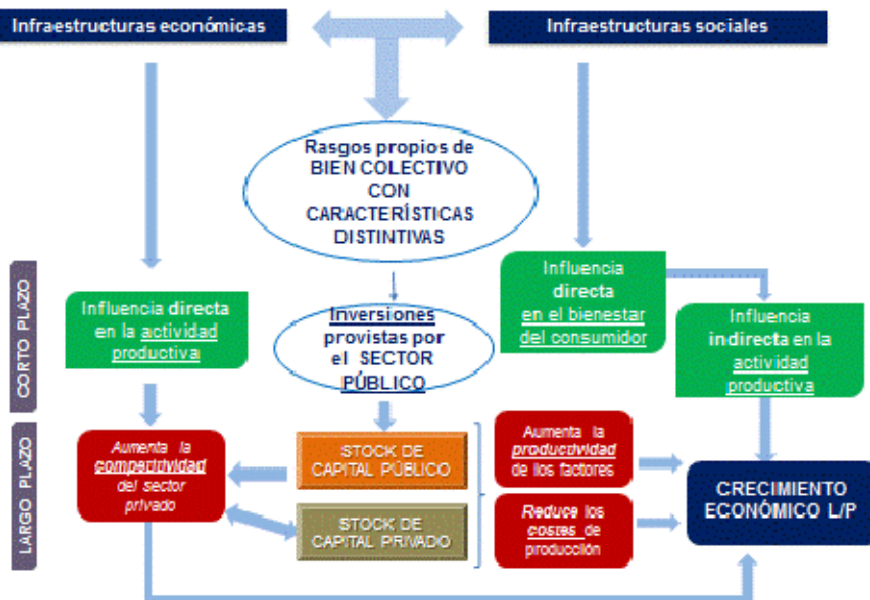 Infraestructuras económicas
Infraestructuras sociales
Rasgos propios de
BIEN COLECTIVO
CON
CARACTERÍSTICAS
DISTINTIVAS
CORTO PLAZO
Influencia directa
en la actividad
productiva
Inversiones
provistas por
el SECTOR
PÚBLICO
Influencia
directa
en el bienestar
del consumidor
Influencia
indirecta en la
actividad
productiva
LARGO PLAZO
Aumenta la
competitividad
del sector
privado
STOCK DE
CAPITAL PÚBLICO
STOCK DE
CAPITAL PRIVADO
Aumenta la
productividad
de los factores
Reduce los
costes de
producción
CRECIMIENTO
ECONÓMICO L/P